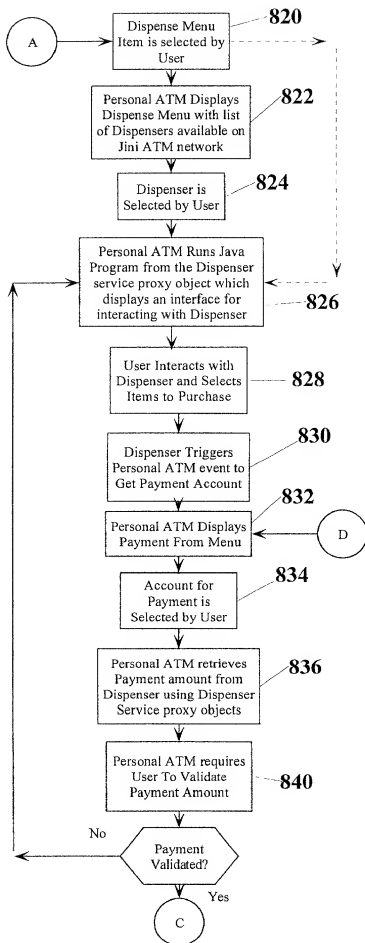 A
Dispense Menu
Item is selected by
User
820
Personal ATM Displays
Dispense Menu with list
of Dispensers available on
Jini ATM network
822
Dispenser is
Selected by User
824
Personal ATM Runs Java
Program from the Dispenser
service proxy object which
displays an interface for
interacting with Dispenser
826
User Interacts with
Dispenser and Selects
Items to Purchase
828
Dispenser Triggers
Personal ATM event to
Get Payment Account
830
Personal ATM Displays
Payment From Menu
832
D
Account for
Payment is
Selected by User
834
Personal ATM retrieves
Payment amount from
Dispenser using Dispenser
Service proxy objects
836
Personal ATM requires
User To Validate
Payment Amount
840
No
Payment
Validated?
Yes
C